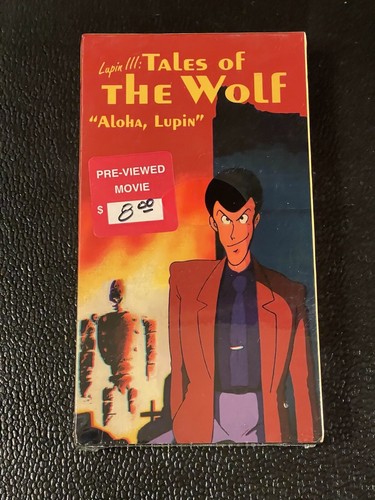 Lupin III: TALES OF
THE WOLF
"ALOHA, LUPIN"
PRE-VIEWED
MOVIE
$ 8.00